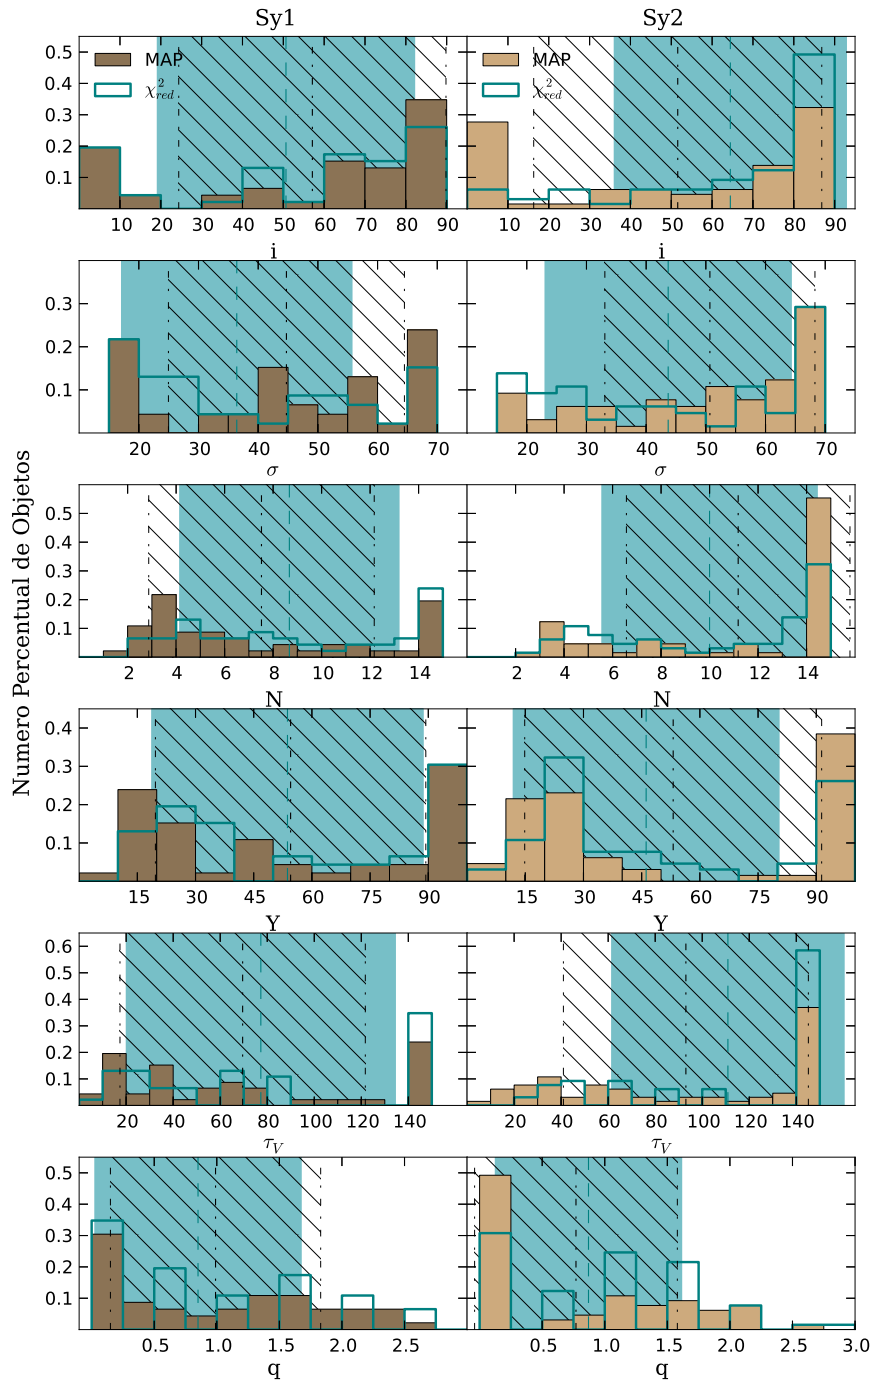 Sy1 Sy2
0.5 MAP MAP
0.4 χ²red χ²red
0.3
0.2
0.1
10 20 30 40 50 60 70 80 90 10 20 30 40 50 60 70 80 90
i i
0.3
0.2
0.1
20 30 40 50 60 70 20 30 40 50 60 70
σ σ
Numero Percentual de Objetos
0.5
0.4
0.3
0.2
0.1
2 4 6 8 10 12 14 2 4 6 8 10 12 14
N N
0.4
0.3
0.2
0.1
15 30 45 60 75 90 15 30 45 60 75 90
Y Y
0.6
0.5
0.4
0.3
0.2
0.1
20 40 60 80 100 120 140 20 40 60 80 100 120 140
τV τV
0.5
0.4
0.3
0.2
0.1
0.5 1.0 1.5 2.0 2.5 0.5 1.0 1.5 2.0 2.5 3.0
q q